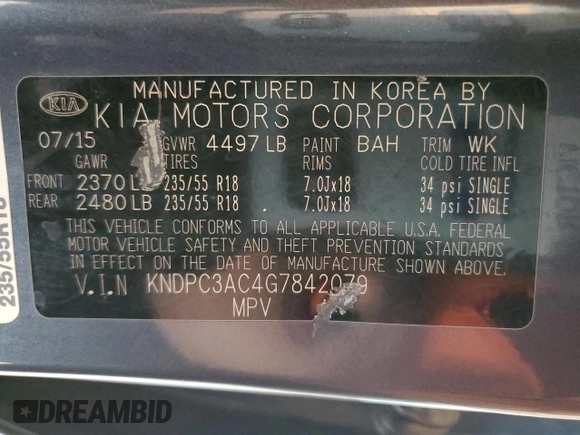 MANUFACTURED IN KOREA BY
KIA KIA MOTORS CORPORATION
07/15 GVWR 4497 LB PAINT BAH TRIM WK
GAWR TIRES RIMS COLD TIRE INFL
FRONT 2370 LB 235/55 R18 7.0Jx18 34 psi SINGLE
REAR 2480 LB 235/55 R18 . 7.0Jx18 34 psi SINGLE
THIS VEHICLE CONFORMS TO ALL APPLICABLE U.S.A. FEDERAL
MOTOR VEHICLE SAFETY AND THEFT PREVENTION STANDARDS
IN EFFECT ON THE DATE OF MANUFACTURE SHOWN ABOVE.
V.I.N KNDPC3AC4G7842079
MPV
235/55R18
DREAMBID